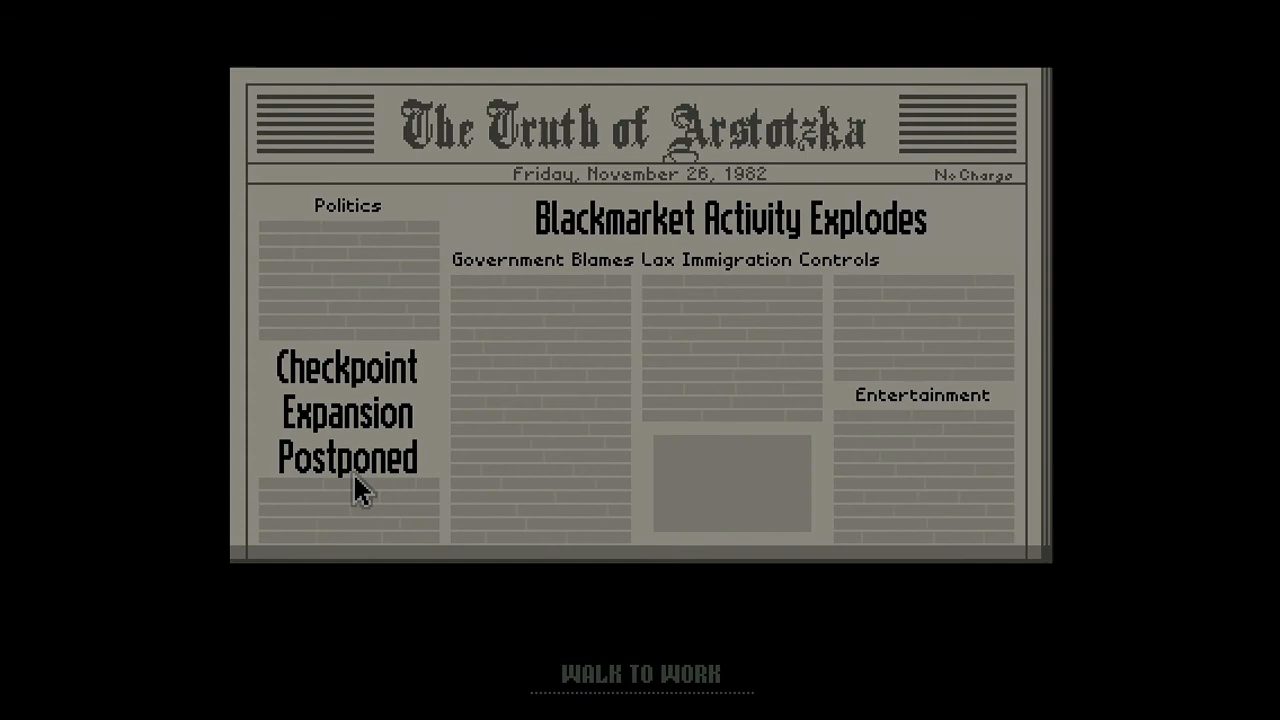 The Truth of Arstotzka
Friday, November 26, 1982
No Charge
Politics
Checkpoint
Expansion
Postponed
Blackmarket Activity Explodes
Government Blames Lax Immigration Controls
Entertainment
WALK TO WORK